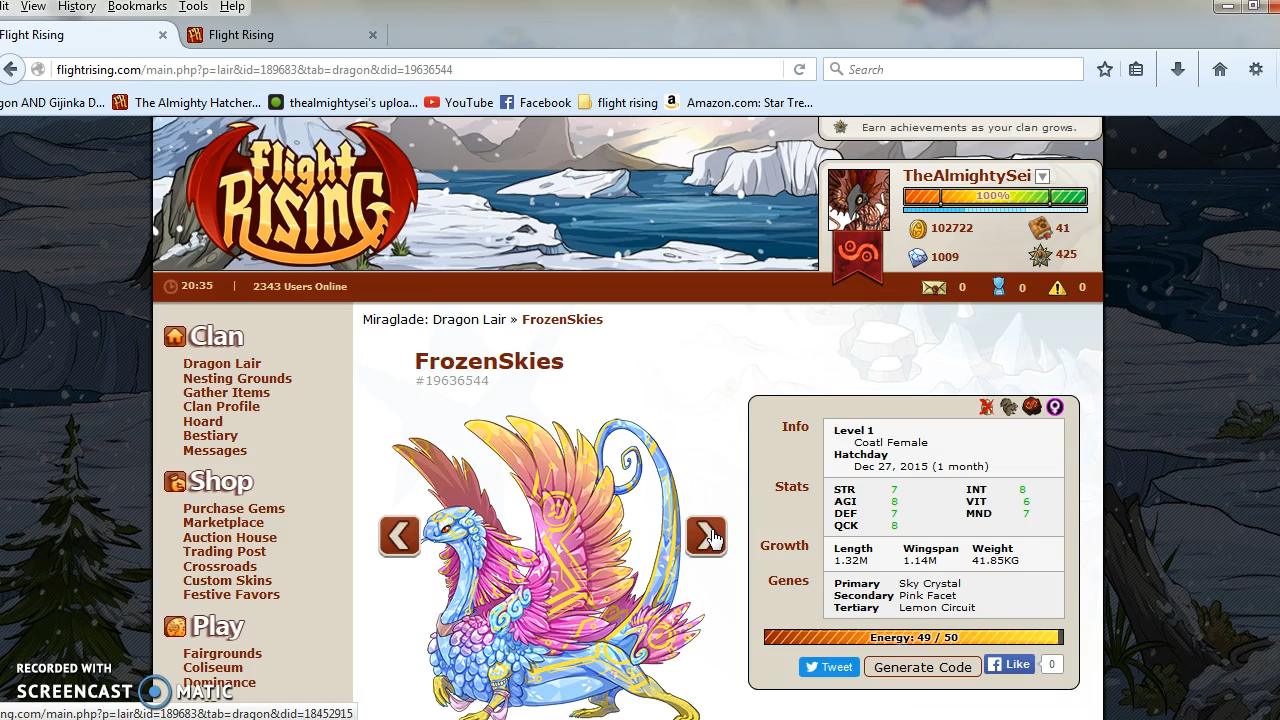 lit View History Bookmarks Tools Help
Flight Rising
Flight Rising
flightrising.com/main.php?p=lair&id=189683&tab=dragon&did=19636544
Search
gon AND Gijinka D... The Almighty Hatcher... thealmightysei's uploa... YouTube Facebook flight rising Amazon.com: Star Tre...
Flight Rising
Earn achievements as your clan grows.
TheAlmightySei
100%
102722 41
1009 425
20:35 | 2343 Users Online 0 0 0
Clan
Dragon Lair
Nesting Grounds
Gather Items
Clan Profile
Hoard
Bestiary
Messages
Shop
Purchase Gems
Marketplace
Auction House
Trading Post
Crossroads
Custom Skins
Festive Favors
Play
Fairgrounds
Coliseum
Dominance
Miraglade: Dragon Lair » FrozenSkies
FrozenSkies
#19636544
Info
Level 1
Coatl Female
Hatchday
Dec 27, 2015 (1 month)
Stats
STR 7 INT 8
AGI 8 VIT 6
DEF 7 MND 7
QCK 8
Growth
Length Wingspan Weight
1.32M 1.14M 41.85KG
Genes
Primary Sky Crystal
Secondary Pink Facet
Tertiary Lemon Circuit
Energy: 49 / 50
Tweet Generate Code Like 0
RECORDED WITH
SCREENCAST MATIC
ng.com/main.php?p=lair&id=189683&tab=dragon&did=18452915